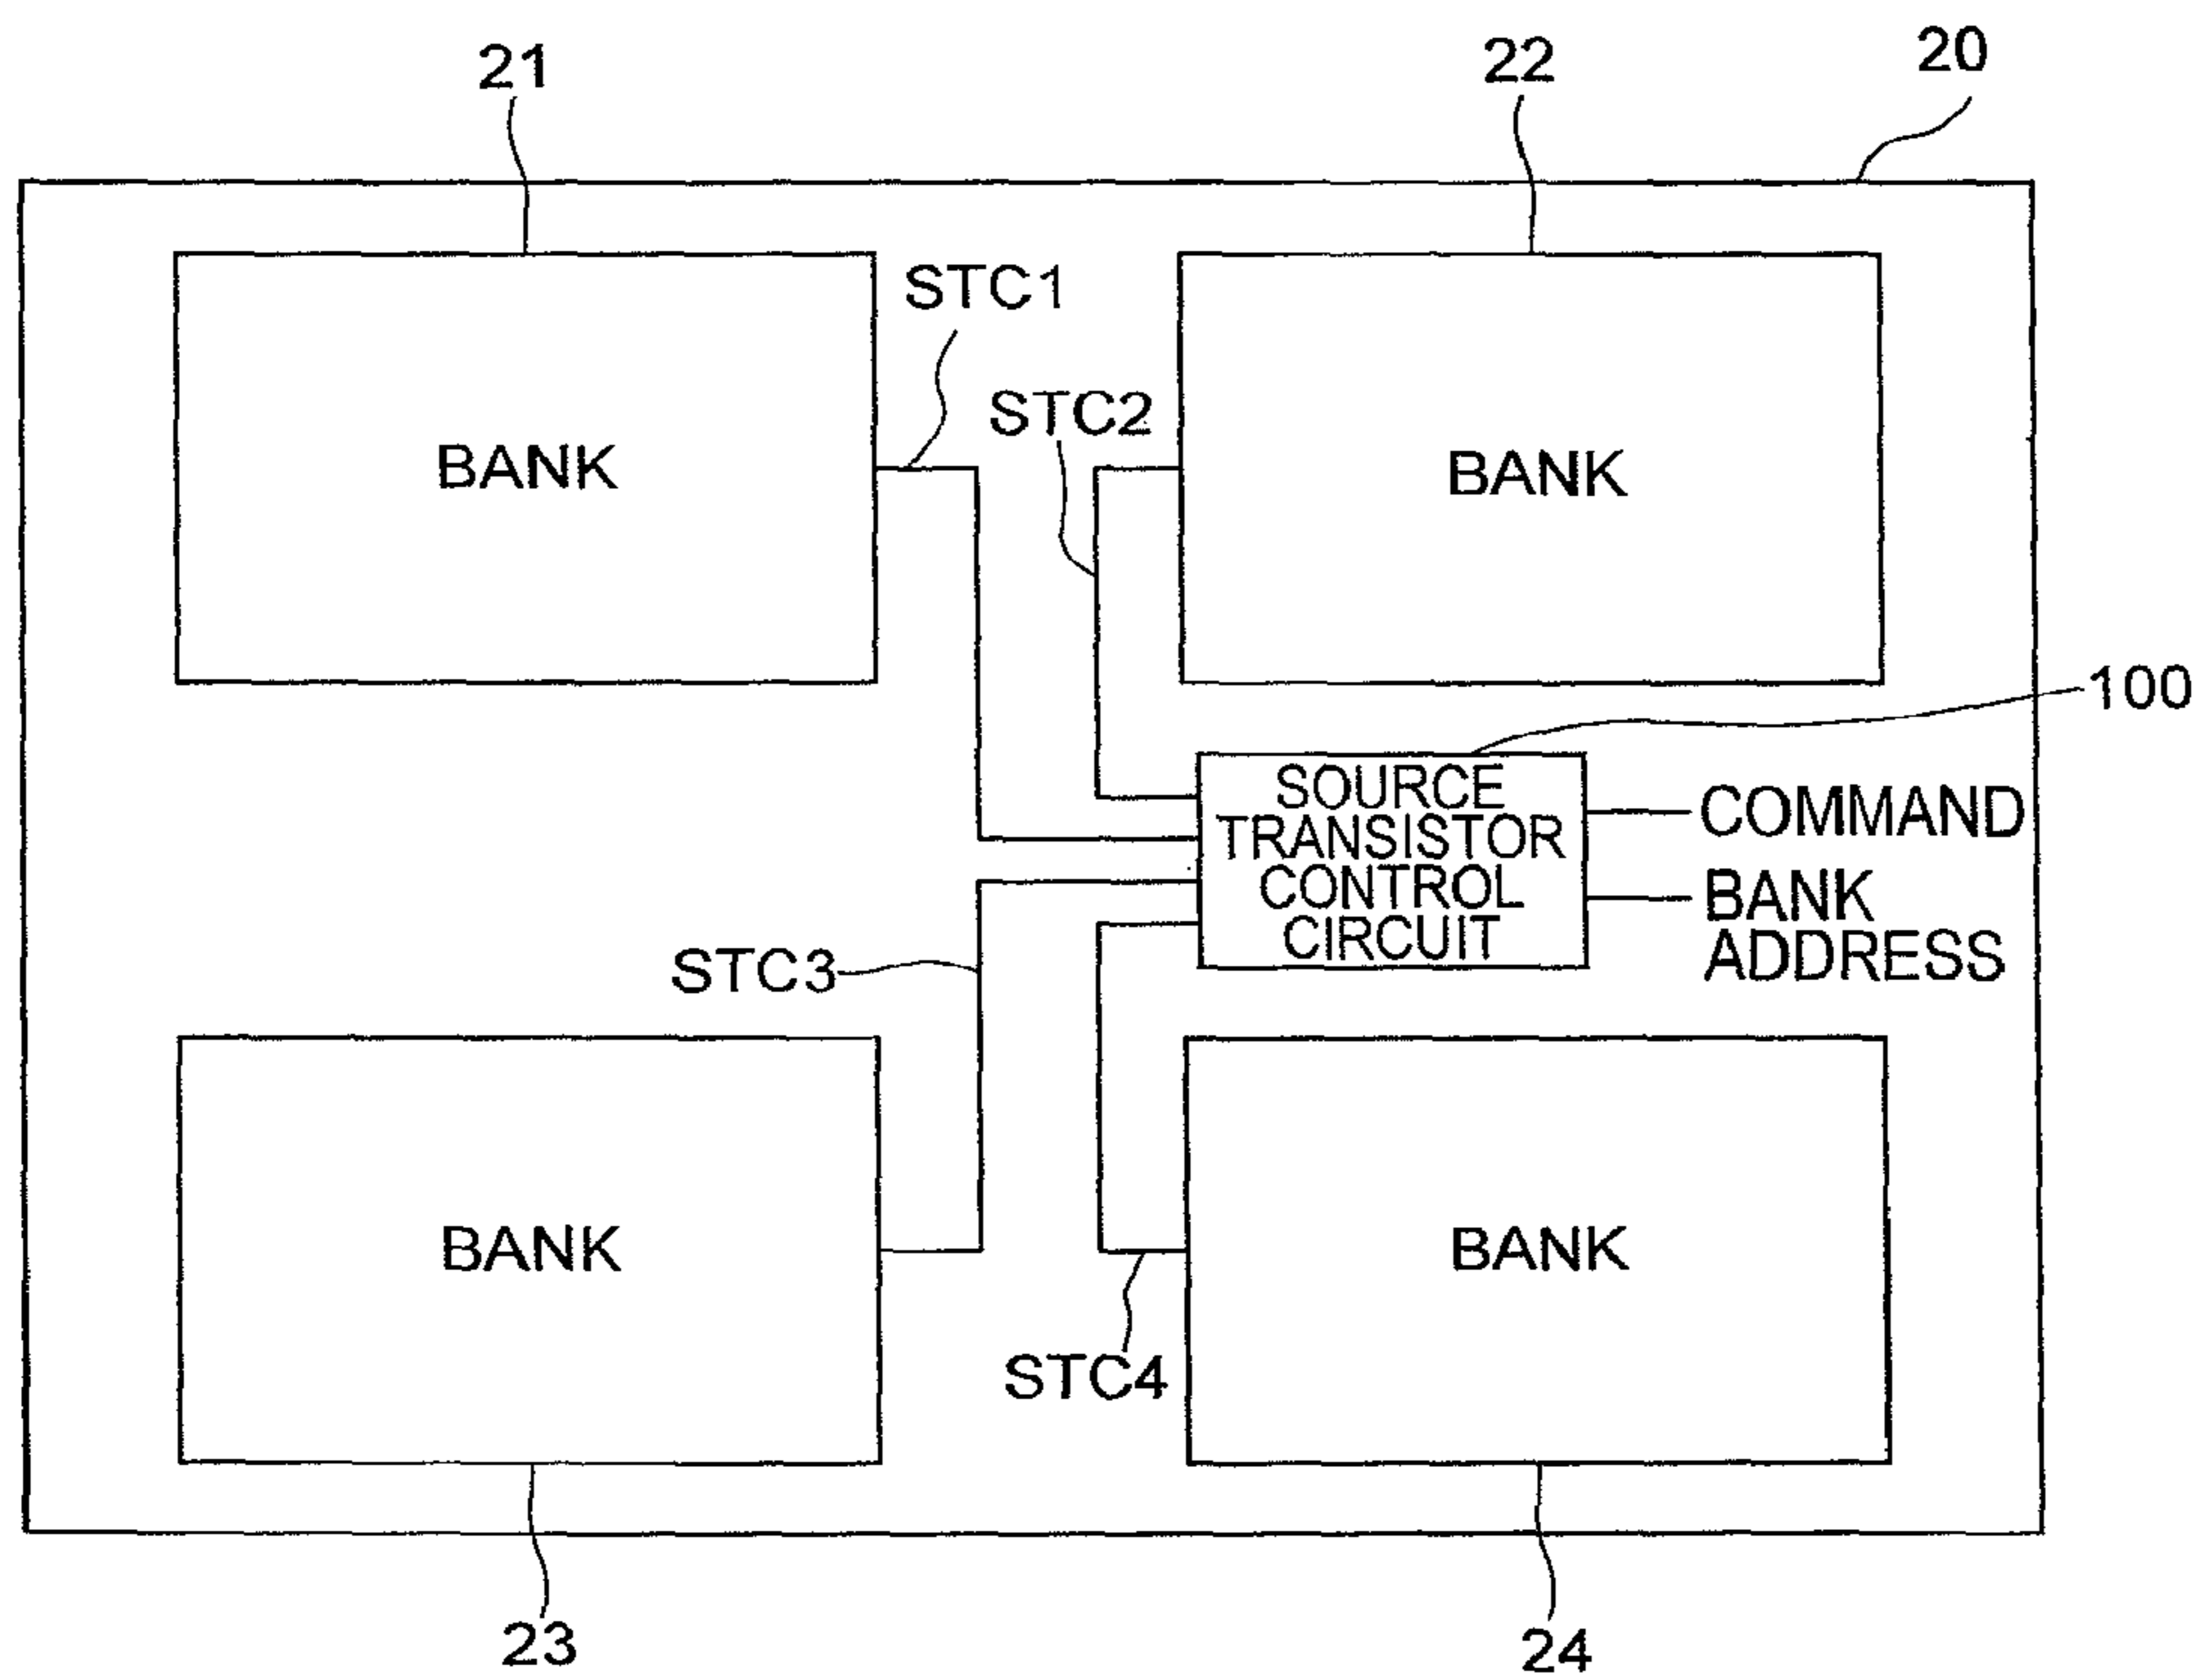 21
22
20
STC1
STC2
BANK
BANK
100
SOURCE
TRANSISTOR
CONTROL
CIRCUIT
COMMAND
BANK
ADDRESS
STC3
BANK
BANK
STC4
23
24